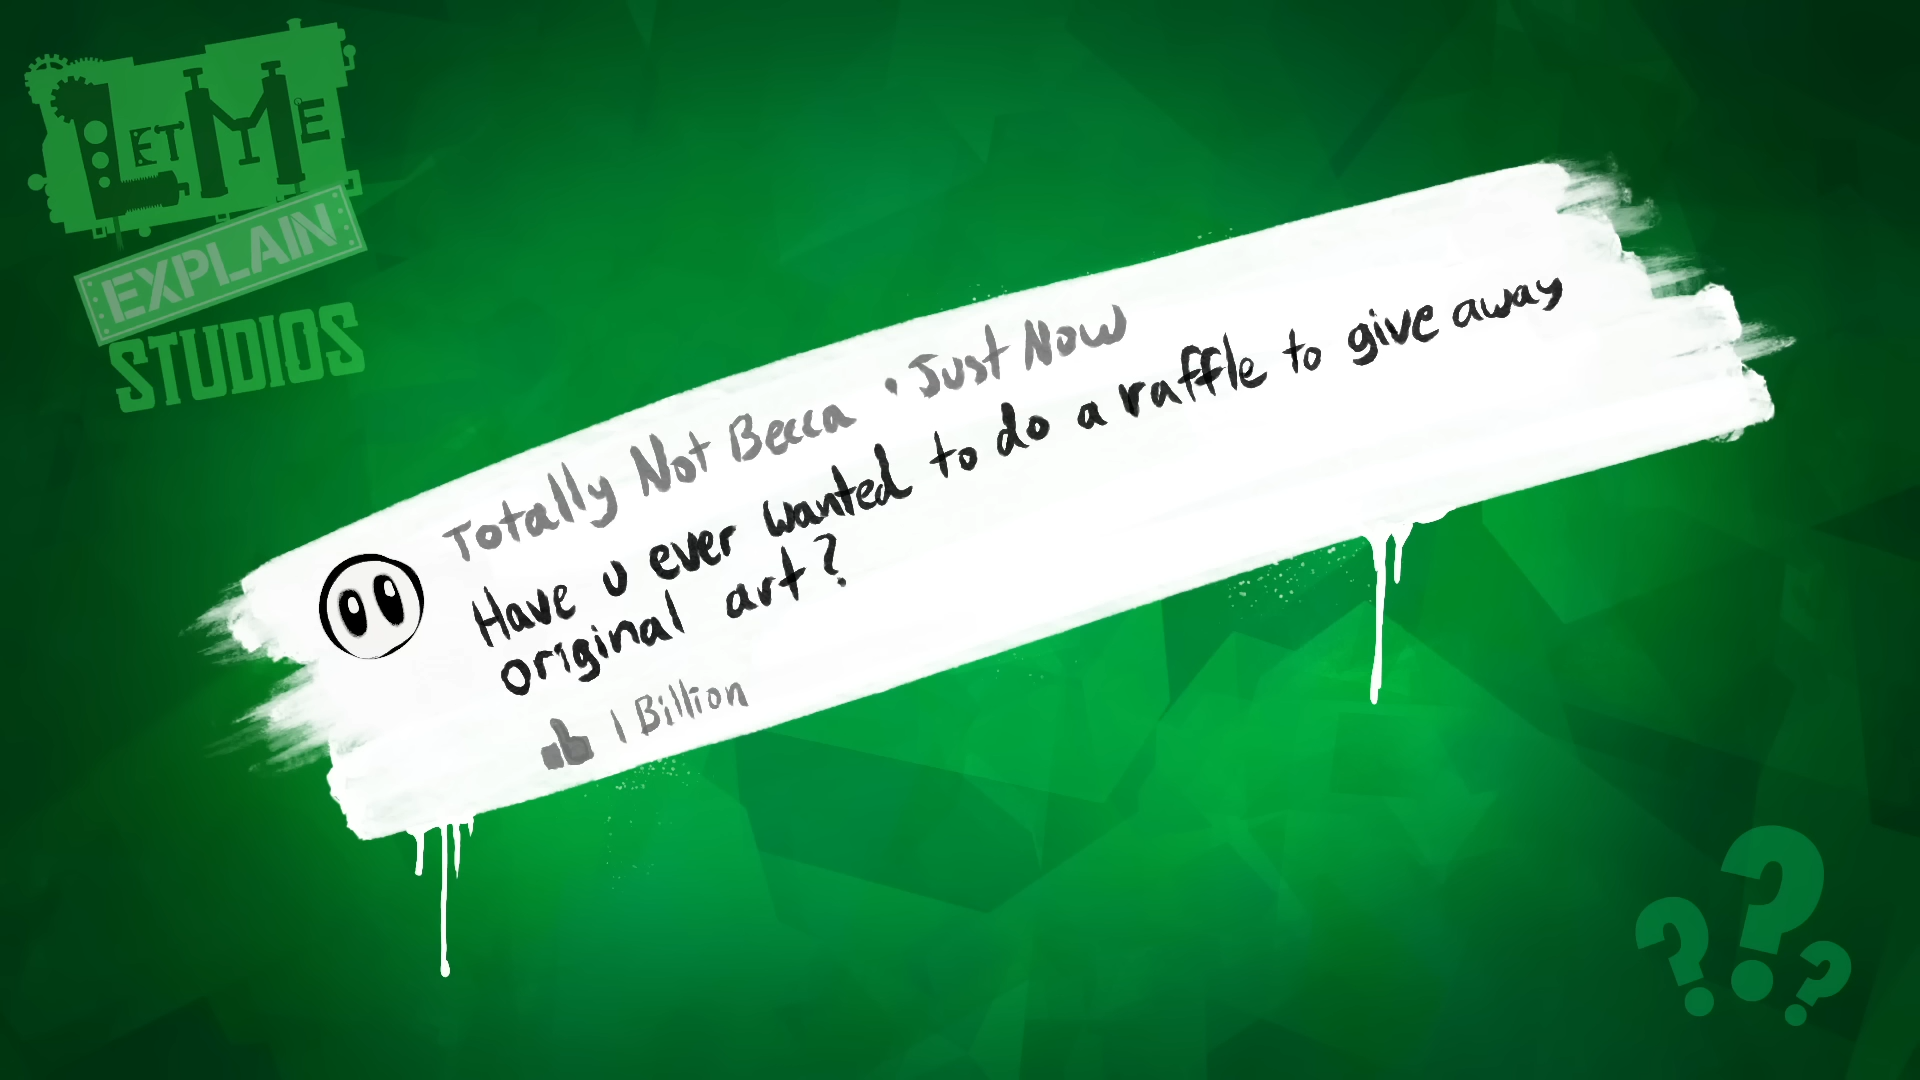 LET ME
EXPLAIN
STUDIOS
Totally Not Becca • Just Now
Have u ever wanted to do a raffle to give away
original art?
1 Billion
???